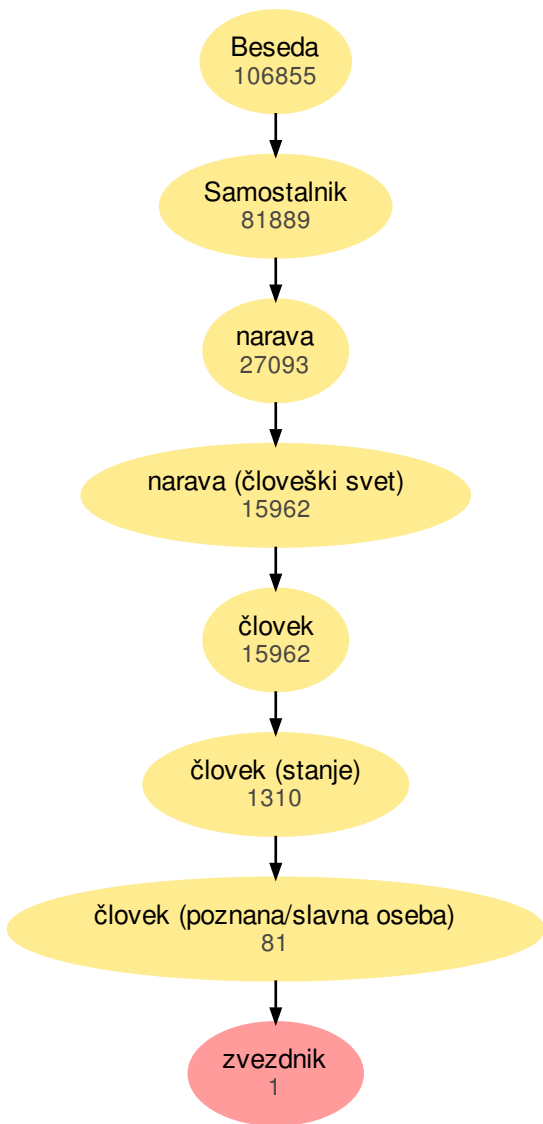 Beseda
106855
Samostalnik
81889
narava
27093
narava (človeški svet)
15962
človek
15962
človek (stanje)
1310
človek (poznana/slavna oseba)
81
zvezdnik
1